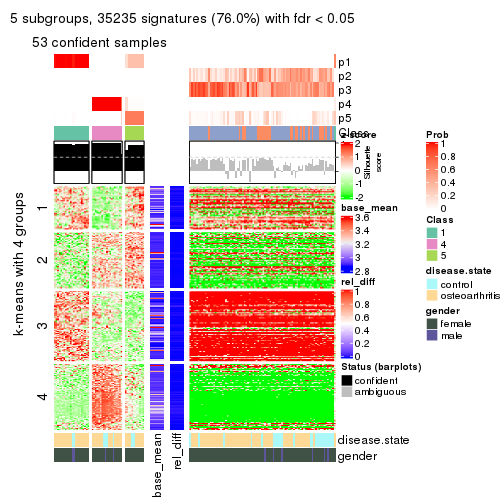 5 subgroups, 35235 signatures (76.0%) with fdr < 0.05
53 confident samples
p1
p2
p3
p4
p5
Class
Silhouette score
k-means with 4 groups
1
2
3
4
base_mean
rel_diff
disease.state
gender
z-score
2
1
0
-1
-2
base_mean
3.6
3.4
3.2
3
2.8
rel_diff
1
0.8
0.6
0.4
0.2
0
Status (barplots)
confident
ambiguous
Prob
1
0.8
0.6
0.4
0.2
0
Class
1
4
5
disease.state
control
osteoarthritis
gender
female
male